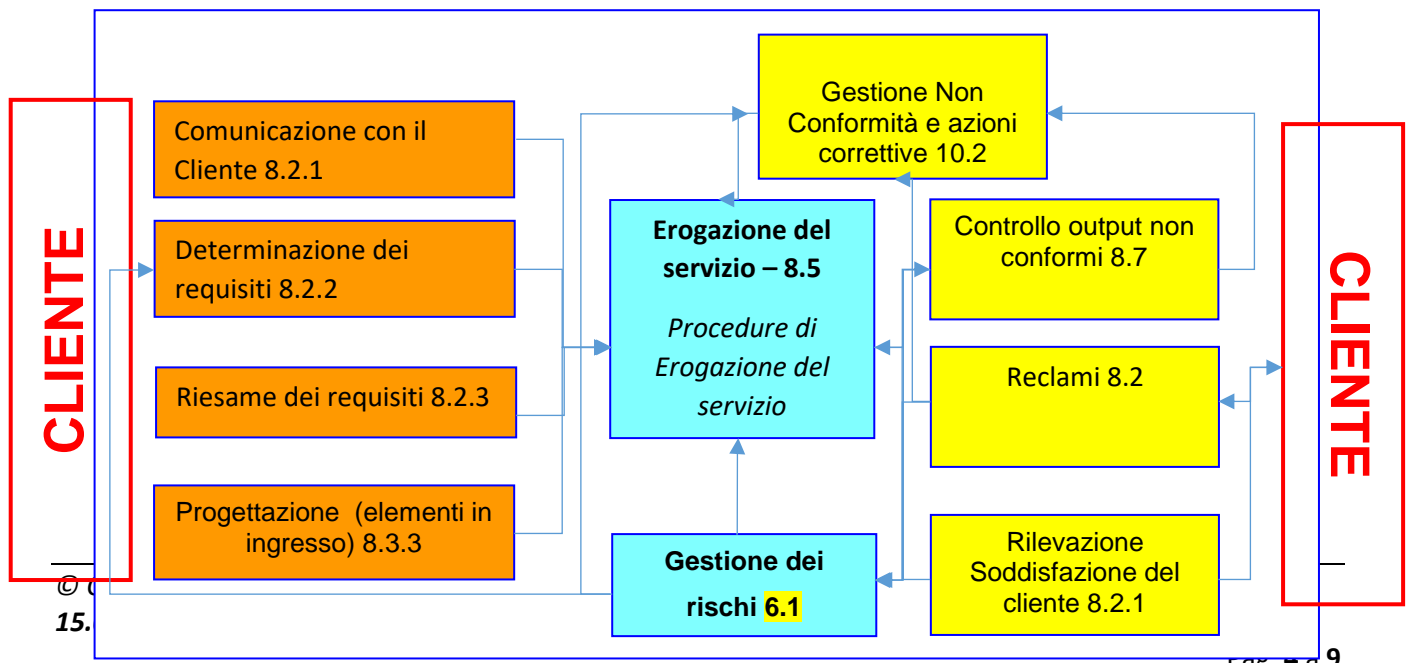 CLIENTE
Comunicazione con il
Cliente 8.2.1
Determinazione dei
requisiti 8.2.2
Riesame dei requisiti 8.2.3
Progettazione (elementi in
ingresso) 8.3.3
Erogazione del
servizio – 8.5
Procedure di
Erogazione del
servizio
Gestione dei
rischi 6.1
Gestione Non
Conformità e azioni
correttive 10.2
Controllo output non
conformi 8.7
Reclami 8.2
Rilevazione
Soddisfazione del
cliente 8.2.1
CLIENTE
©
15.
9